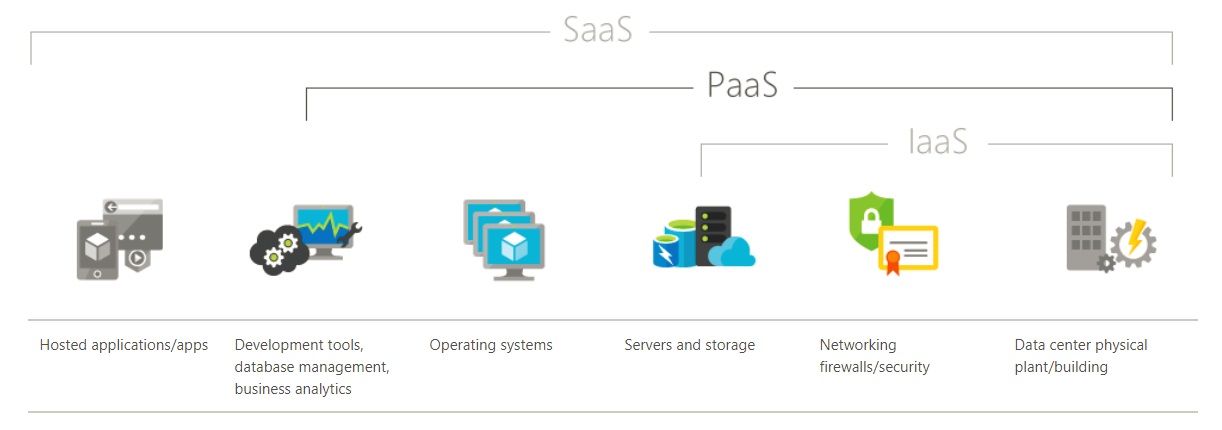 SaaS
PaaS
IaaS
Hosted applications/apps
Development tools,
database management,
business analytics
Operating systems
Servers and storage
Networking
firewalls/security
Data center physical
plant/building